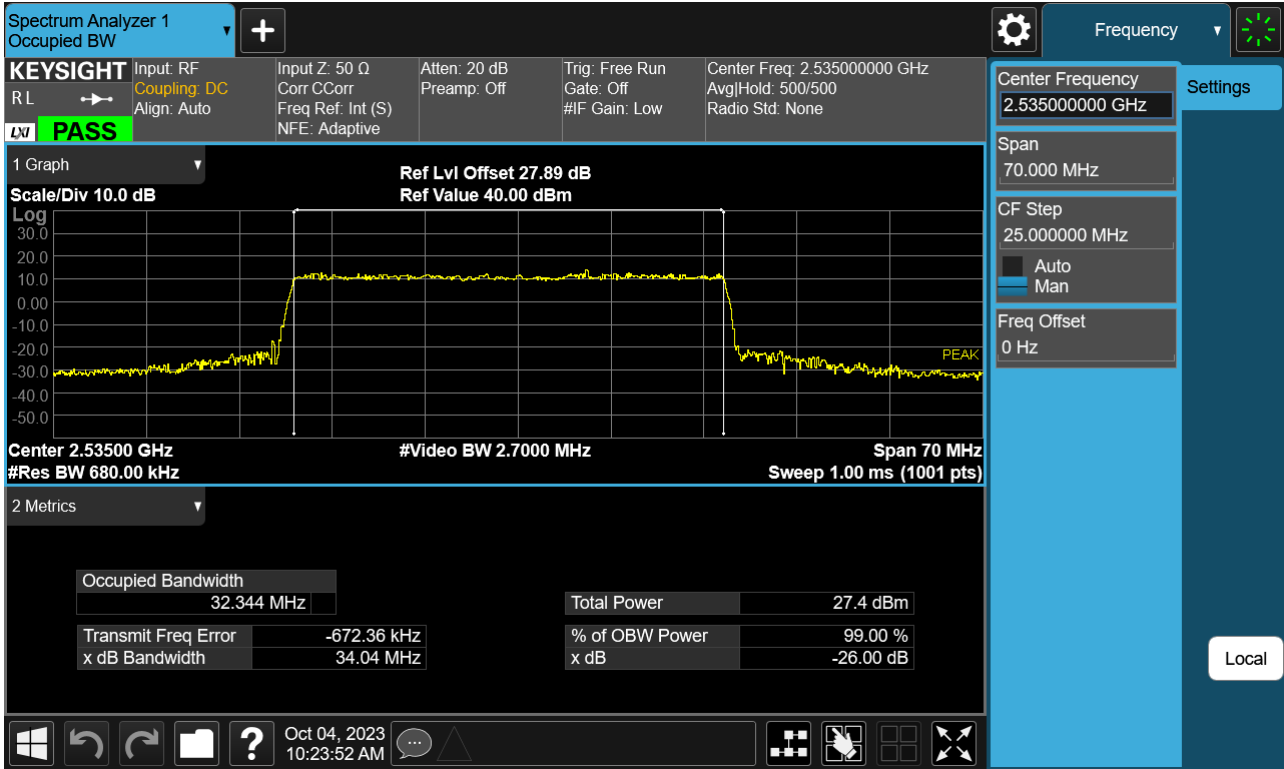 Spectrum Analyzer 1
Occupied BW
▼
+
Frequency
▼
KEYSIGHT
R L
LXI
PASS
Input: RF
Coupling: DC
Align: Auto
Input Z: 50 Ω
Corr CCorr
Freq Ref: Int (S)
NFE: Adaptive
Atten: 20 dB
Preamp: Off
Trig: Free Run
Gate: Off
#IF Gain: Low
Center Freq: 2.535000000 GHz
Avg|Hold: 500/500
Radio Std: None
Center Frequency
2.535000000 GHz
Settings
Span
70.000 MHz
CF Step
25.000000 MHz
Auto
Man
Freq Offset
0 Hz
Local
1 Graph
▼
Scale/Div 10.0 dB
Ref Lvl Offset 27.89 dB
Ref Value 40.00 dBm
Log
30.0
20.0
10.0
0.00
-10.0
-20.0
-30.0
-40.0
-50.0
PEAK
Center 2.53500 GHz
#Video BW 2.7000 MHz
Span 70 MHz
#Res BW 680.00 kHz
Sweep 1.00 ms (1001 pts)
2 Metrics
▼
Occupied Bandwidth
32.344 MHz
Total Power 27.4 dBm
Transmit Freq Error -672.36 kHz
% of OBW Power 99.00 %
x dB Bandwidth 34.04 MHz
x dB -26.00 dB
?
Oct 04, 2023
10:23:52 AM